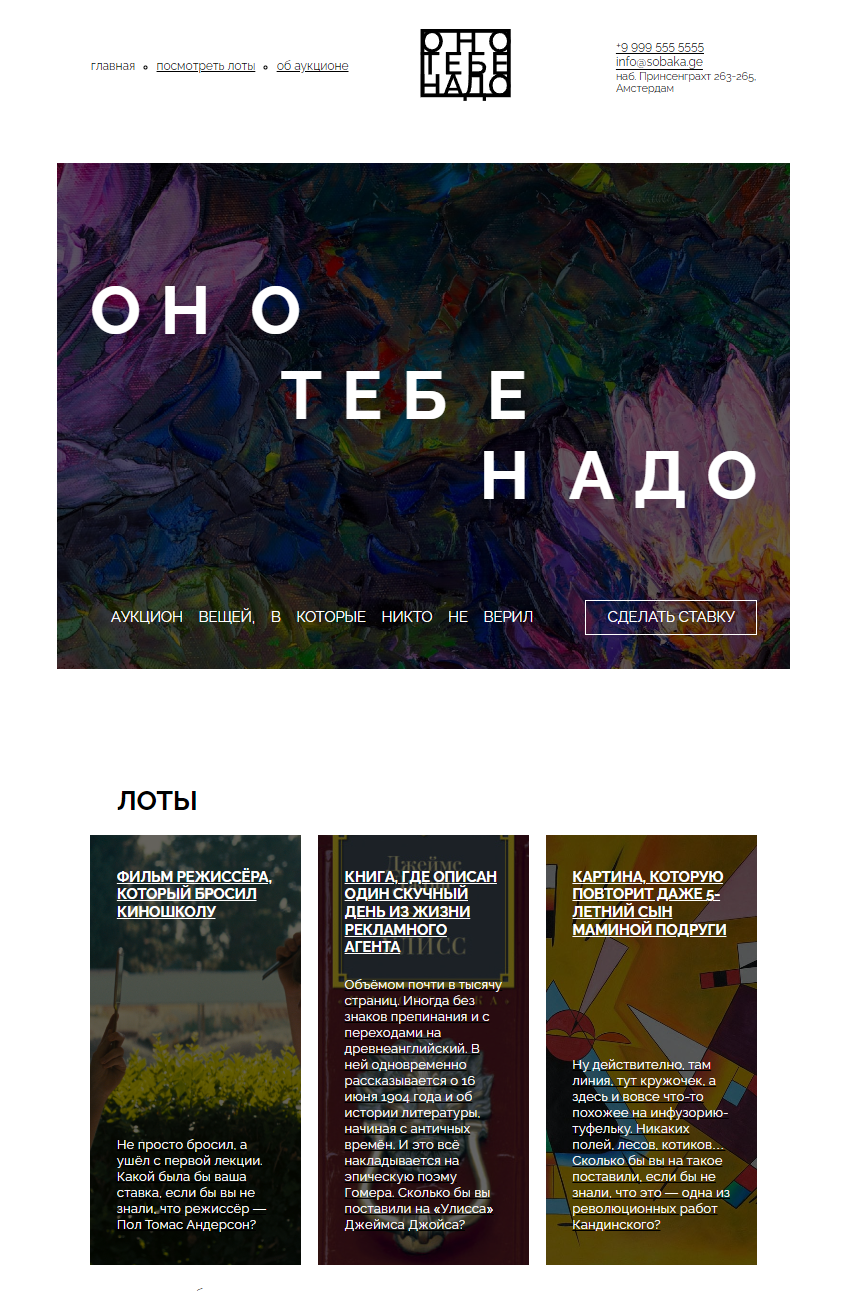 главная • посмотреть лоты • об аукционе
ОНО
ТЕБЕ
НАДО
+9 999 555 5555
info@sobaka.ge
наб. Принсенграхт 263-265,
Амстердам
ОНО
ТЕБЕ
НАДО
АУКЦИОН ВЕЩЕЙ, В КОТОРЫЕ НИКТО НЕ ВЕРИЛ
СДЕЛАТЬ СТАВКУ
ЛОТЫ
ФИЛЬМ РЕЖИССЁРА,
КОТОРЫЙ БРОСИЛ
КИНОШКОЛУ
Не просто бросил, а
ушёл с первой лекции.
Какой была бы ваша
ставка, если бы вы не
знали, что режиссёр —
Пол Томас Андерсон?
Джеймс
КНИГА, ГДЕ ОПИСАН
ОДИН СКУЧНЫЙ
ДЕНЬ ИЗ ЖИЗНИ
РЕКЛАМНОГО
АГЕНТА
Объёмом почти в тысячу
страниц. Иногда без
знаков препинания и с
переходами на
древнеанглийский. В
ней одновременно
рассказывается о 16
июня 1904 года и об
истории литературы,
начиная с античных
времён. И это всё
накладывается на
эпическую поэму
Гомера. Сколько бы вы
поставили на «Улисса»
Джеймса Джойса?
КАРТИНА, КОТОРУЮ
ПОВТОРИТ ДАЖЕ 5-
ЛЕТНИЙ СЫН
МАМИНОЙ ПОДРУГИ
Ну действително, там
линия, тут кружочек, а
здесь и вовсе что-то
похожее на инфузорию-
туфельку. Никаких
полей, лесов, котиков…
Сколько бы вы на такое
поставили, если бы не
знали, что это — одна из
революционных работ
Кандинского?